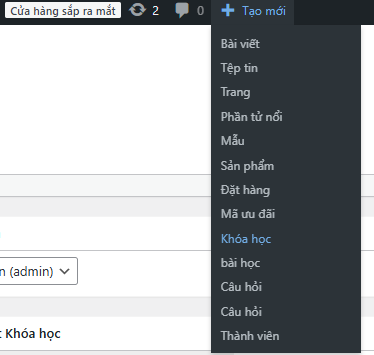 Cửa hàng sắp ra mắt 2 0 Tạo mới
Bài viết
Tệp tin
Trang
Phần tử nổi
Mẫu
Sản phẩm
Đặt hàng
Mã ưu đãi
Khóa học
bài học
n (admin)
Câu hỏi
Câu hỏi
Thành viên
t Khóa học